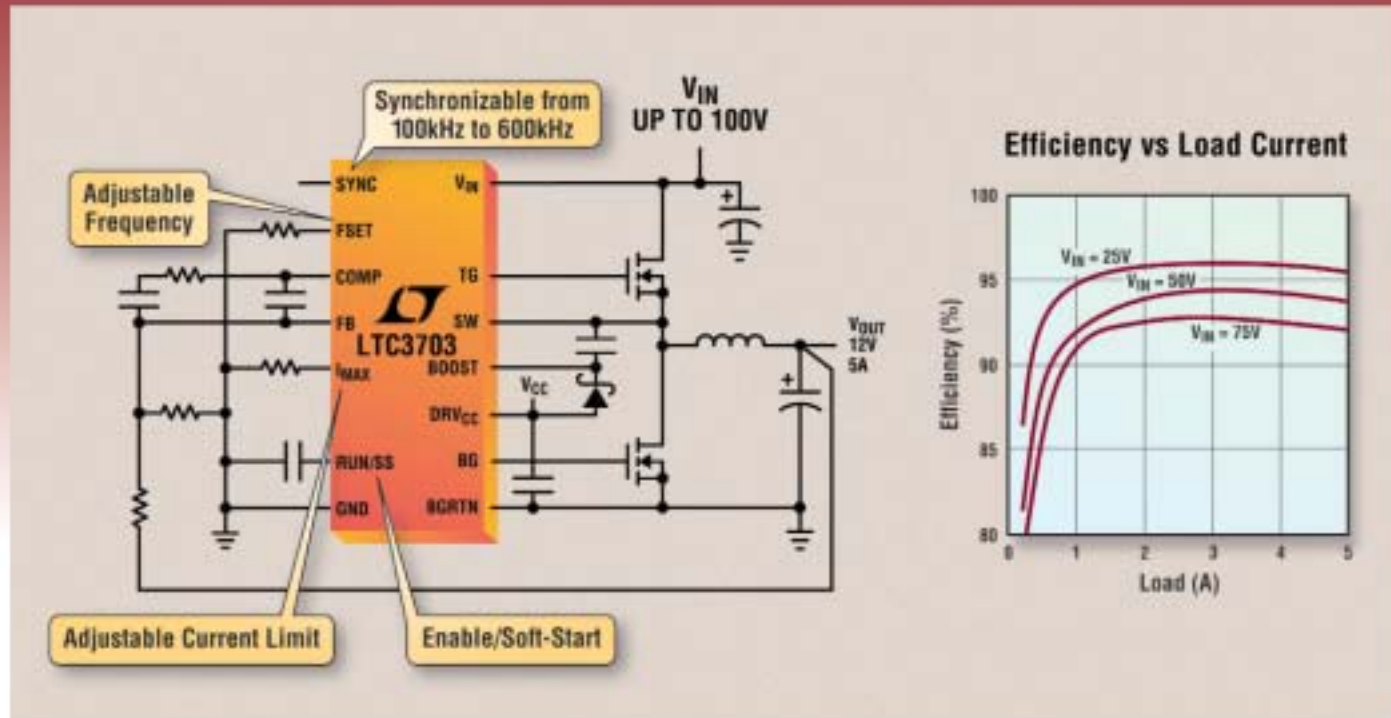 Synchronizable from
100kHz to 600kHz
Adjustable
Frequency
SYNC
FSET
COMP
FB
IMAX
RUN/SS
GND
LTC3703
VIN
TG
SW
BOOST
DRVCC
BG
BGRTN
VCC
VIN
UP TO 100V
VOUT
12V
5A
Adjustable Current Limit
Enable/Soft-Start
Efficiency vs Load Current
Efficiency (%)
100
95
90
85
80
VIN = 25V
VIN = 50V
VIN = 75V
0 1 2 3 4 5
Load (A)